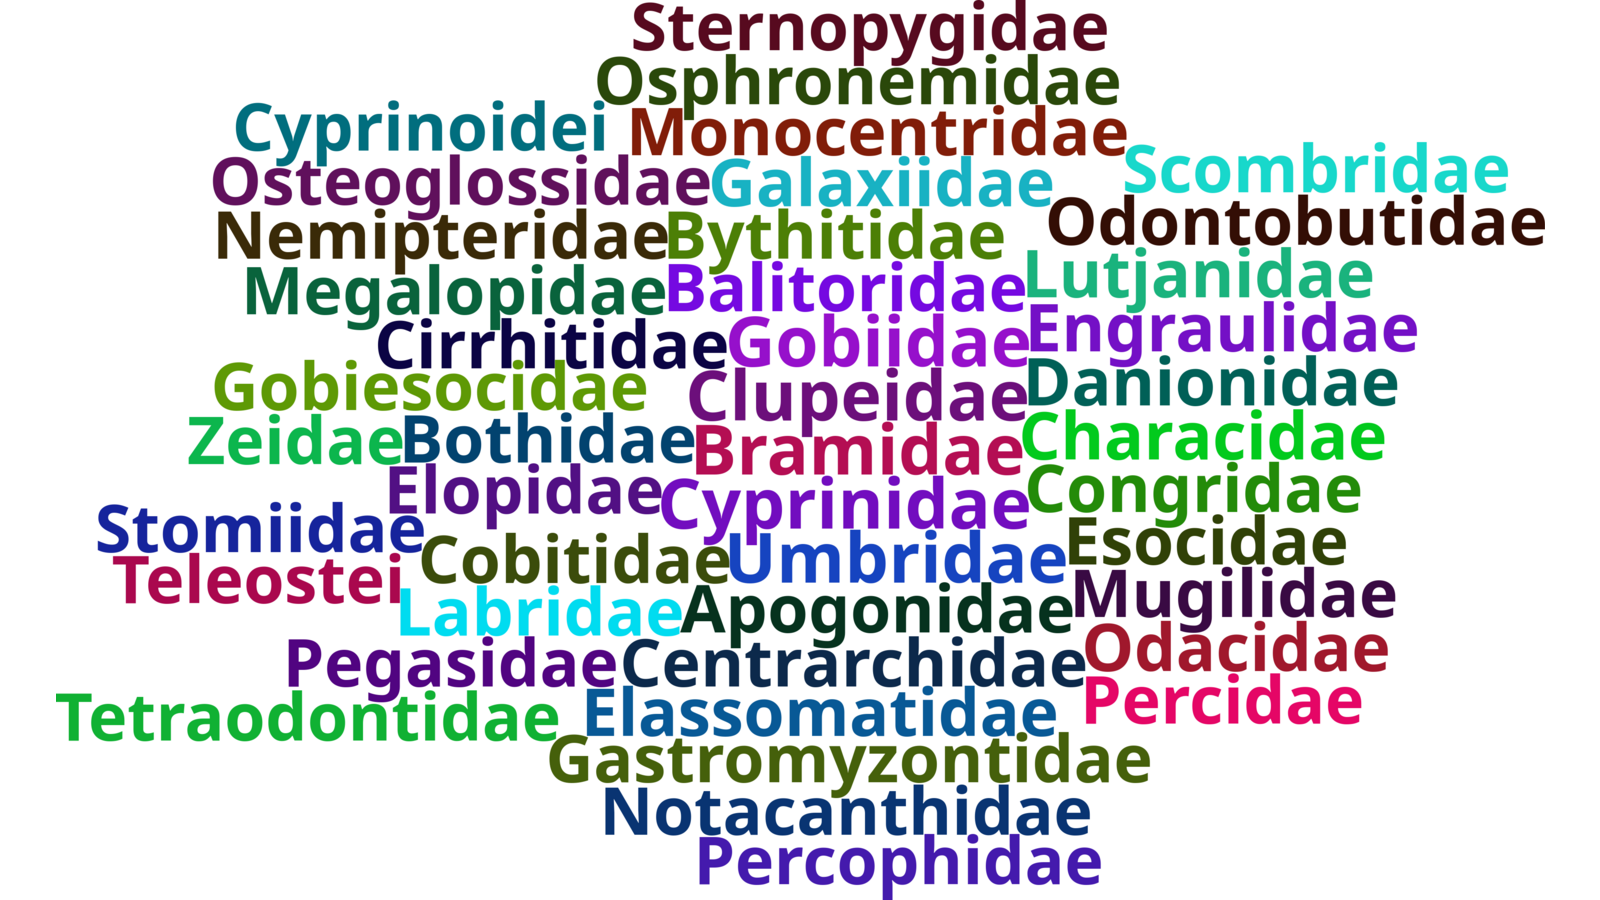 Sternopygidae
Osphronemidae
Cyprinoidei Monocentridae
Scombridae
Osteoglossidae Galaxiidae
Odontobutidae
Nemipteridae Bythitidae
Lutjanidae
Megalopidae Balitoridae
Engraulidae
Cirrhitidae Gobiidae
Danionidae
Gobiesocidae Clupeidae
Characidae
Zeidae Bothidae Bramidae
Congridae
Elopidae Cyprinidae
Stomiidae Esocidae
Cobitidae Umbridae
Teleostei Mugilidae
Labridae Apogonidae
Odacidae
Pegasidae Centrarchidae
Percidae
Tetraodontidae Elassomatidae
Gastromyzontidae
Notacanthidae
Percophidae